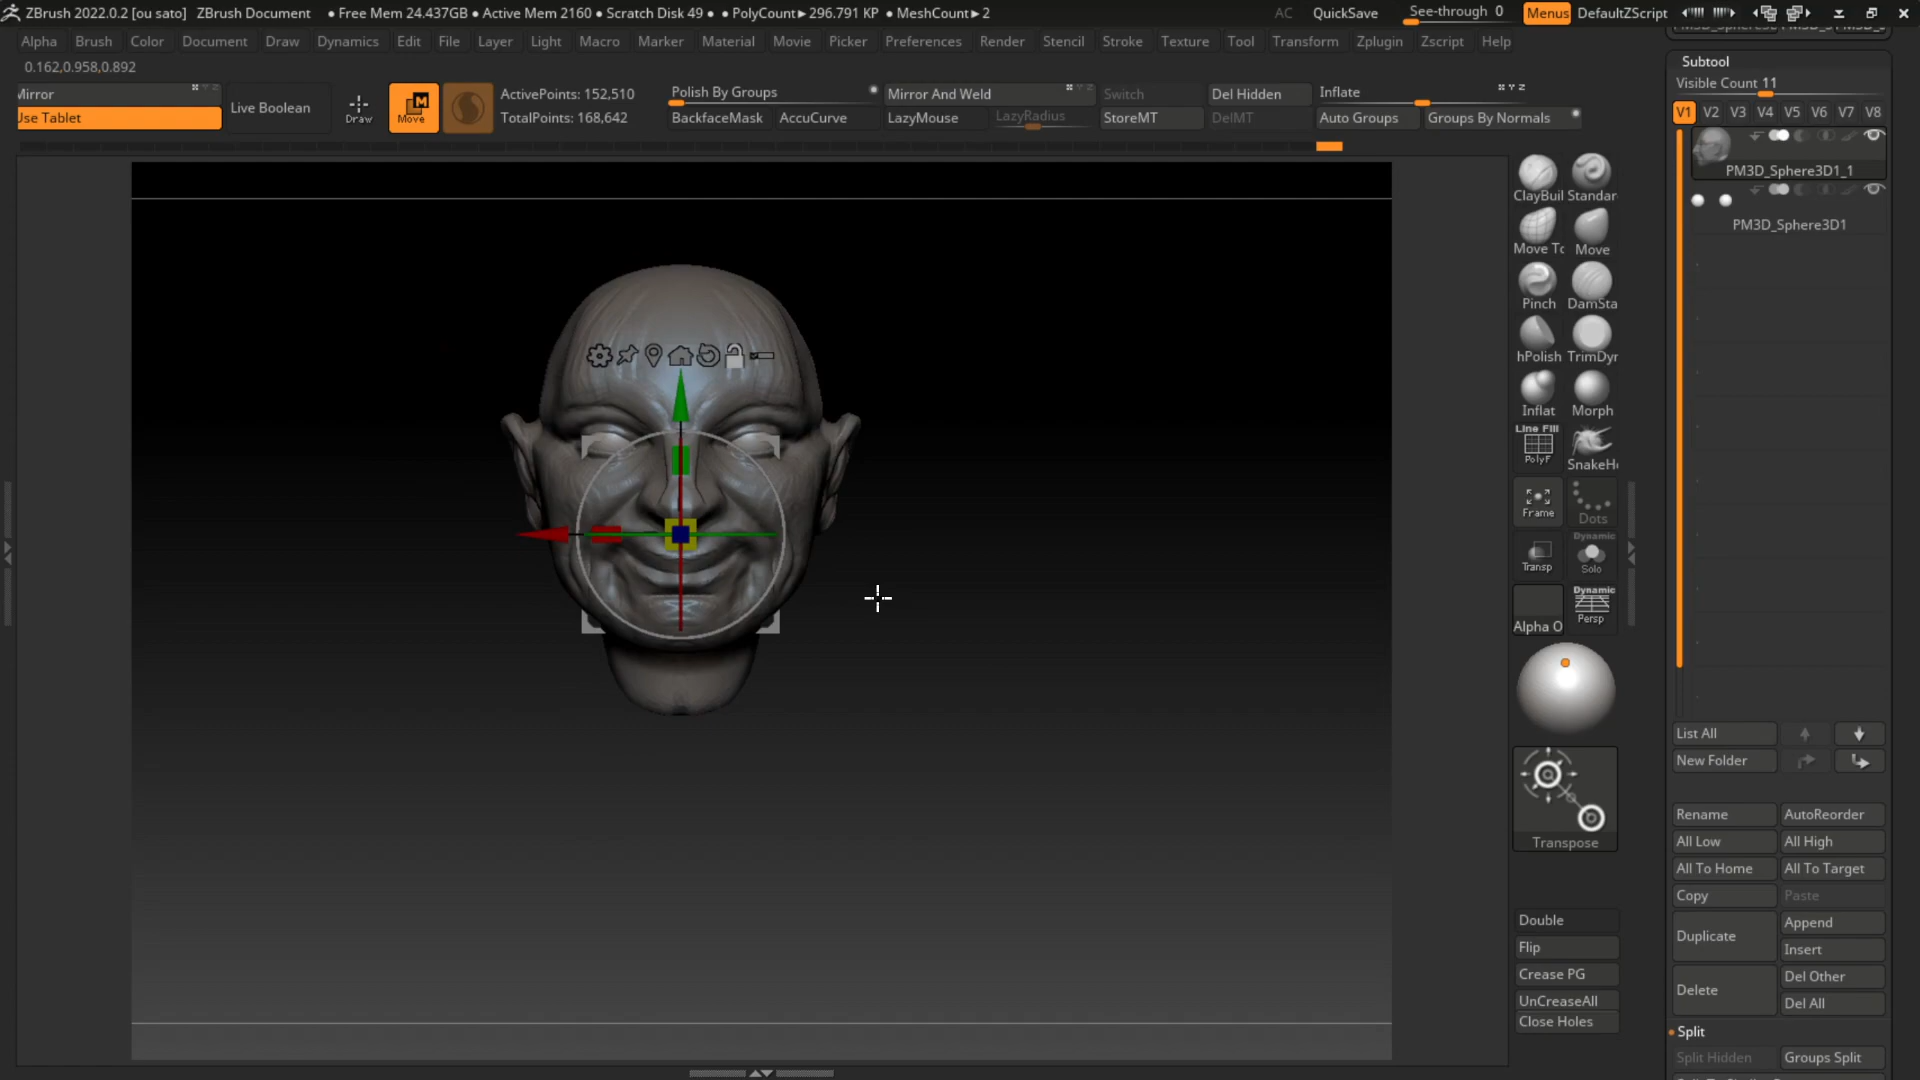 ZBrush 2022.0.2 [ou sato] ZBrush Document ● Free Mem 24.437GB ● Active Mem 2160 ● Scratch Disk 49 ● ● PolyCount► 296.791 KP ● MeshCount► 2 AC QuickSave See-through 0 Menus DefaultZScript
Alpha Brush Color Document Draw Dynamics Edit File Layer Light Macro Marker Material Movie Picker Preferences Render Stencil Stroke Texture Tool Transform Zplugin Zscript Help
0.162,0.958,0.892
Mirror
Use Tablet
Live Boolean
Draw
Move
ActivePoints: 152,510
TotalPoints: 168,642
Polish By Groups
BackfaceMask AccuCurve
Mirror And Weld
LazyMouse LazyRadius
Switch Del Hidden
StoreMT DelMT
Inflate
Auto Groups Groups By Normals
Subtool
Visible Count 11
V1 V2 V3 V4 V5 V6 V7 V8
PM3D_Sphere3D1_1
PM3D_Sphere3D1
ClayBuil Standar
Move To Move
Pinch DamSta
hPolish TrimDyr
Inflat Morph
Line Fill
PolyF SnakeHo
Frame Dots
Dynamic
Transp Solo
Dynamic
Alpha O Persp
Transpose
Double
Flip
Crease PG
UnCreaseAll
Close Holes
List All
New Folder
Rename AutoReorder
All Low All High
All To Home All To Target
Copy Paste
Duplicate Append
Insert
Delete Del Other
Del All
Split
Split Hidden Groups Split